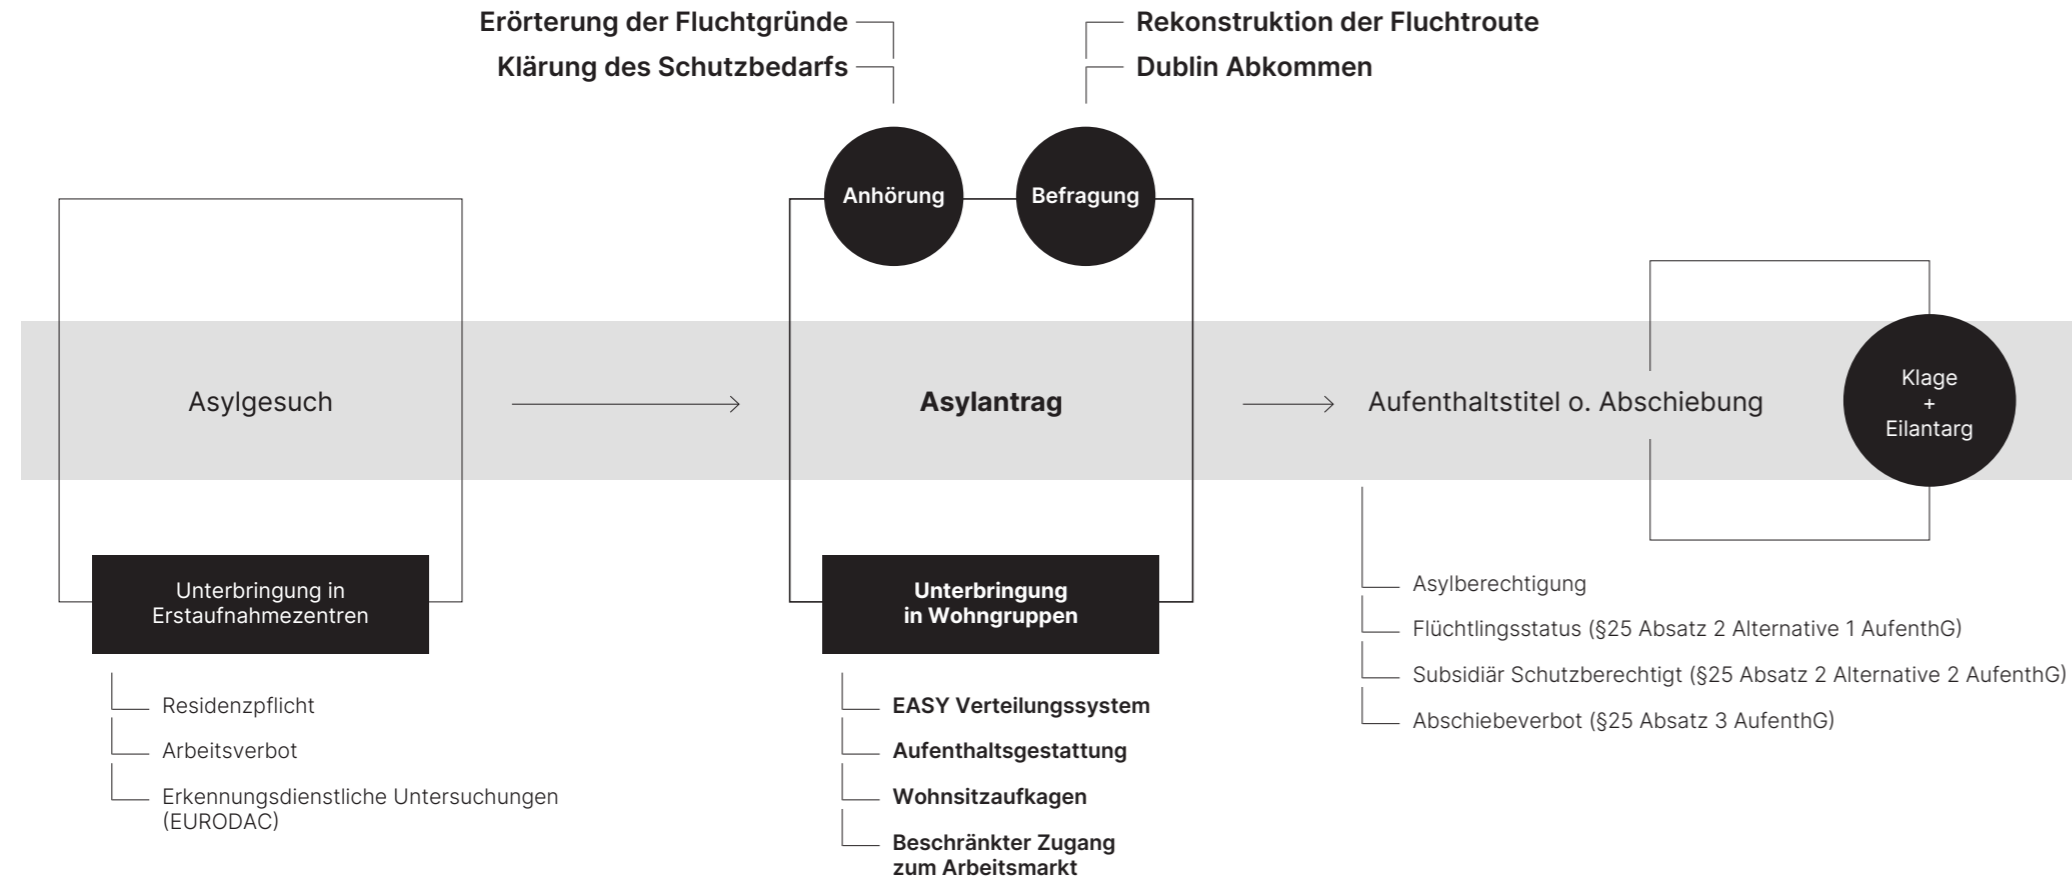 Erörterung der Fluchtgründe
Klärung des Schutzbedarfs
Rekonstruktion der Fluchtroute
Dublin Abkommen
Anhörung
Befragung
Asylgesuch
Asylantrag
Aufenthaltstitel o. Abschiebung
Klage
+
Eilantarg
Unterbringung in
Erstaufnahmezentren
Residenzpflicht
Arbeitsverbot
Erkennungsdienstliche Untersuchungen
(EURODAC)
Unterbringung
in Wohngruppen
EASY Verteilungssystem
Aufenthaltsgestattung
Wohnsitzaufkagen
Beschränkter Zugang
zum Arbeitsmarkt
Asylberechtigung
Flüchtlingsstatus (§25 Absatz 2 Alternative 1 AufenthG)
Subsidiär Schutzberechtigt (§25 Absatz 2 Alternative 2 AufenthG)
Abschiebeverbot (§25 Absatz 3 AufenthG)